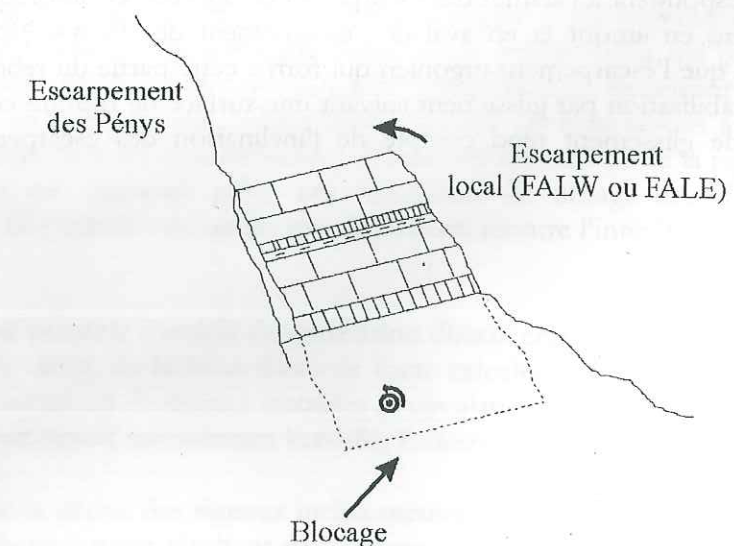 Escarpement
des Pénys
Escarpement
local (FALW ou FALE)
Blocage